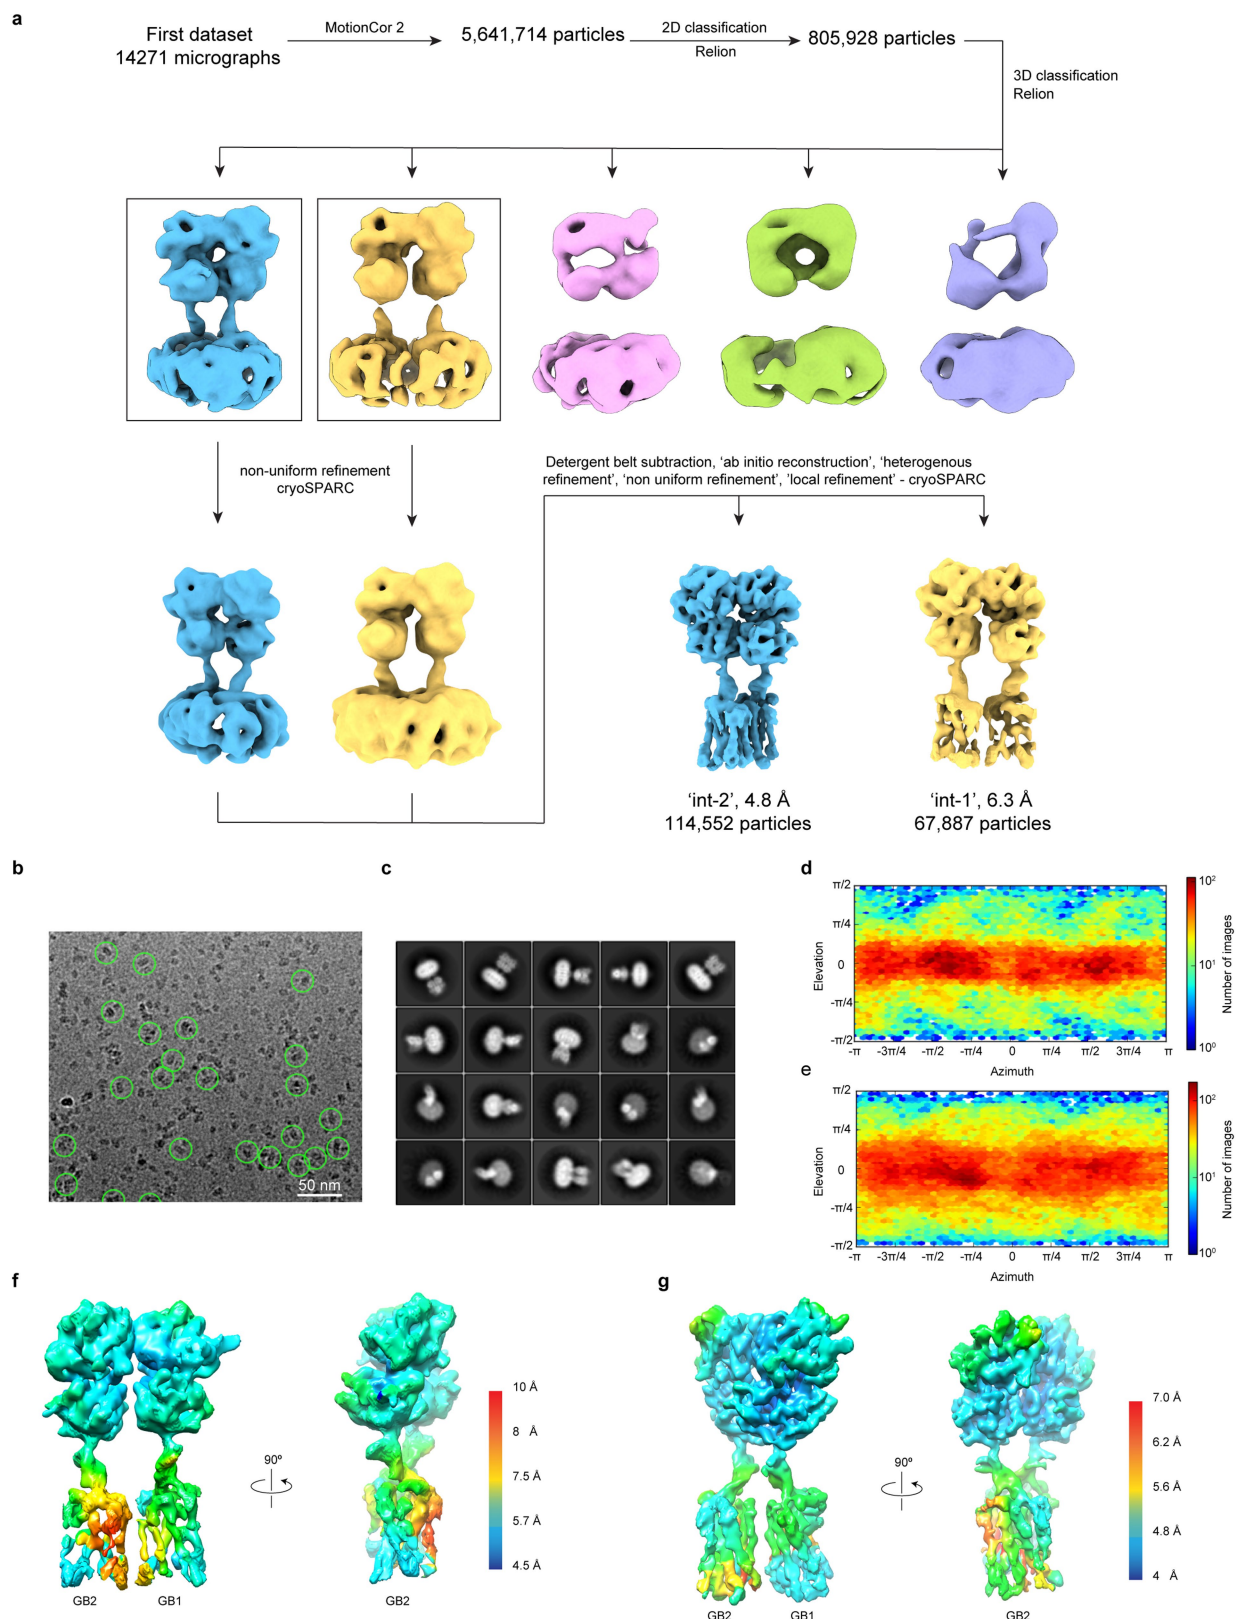 a
First dataset
14271 micrographs
MotionCor 2
5,641,714 particles
2D classification
Relion
805,928 particles
3D classification
Relion
non-uniform refinement
cryoSPARC
Detergent belt subtraction, ‘ab initio reconstruction’, ‘heterogenous
refinement’, ‘non uniform refinement’, ’local refinement’ - cryoSPARC
‘int-2’, 4.8 Å
114,552 particles
‘int-1’, 6.3 Å
67,887 particles
b
50 nm
c
d
π/2
π/4
0
-π/4
-π/2
Elevation
-π
-3π/4
-π/2
-π/4
0
π/4
π/2
3π/4
π
Azimuth
10²
10¹
10⁰
Number of images
e
π/2
π/4
0
-π/4
-π/2
Elevation
-π
-3π/4
-π/2
-π/4
0
π/4
π/2
3π/4
π
Azimuth
10²
10¹
10⁰
Number of images
f
90º
10 Å
8 Å
7.5 Å
5.7 Å
4.5 Å
GB2
GB1
GB2
g
90º
7.0 Å
6.2 Å
5.6 Å
4.8 Å
4 Å
GB2
GB1
GB2